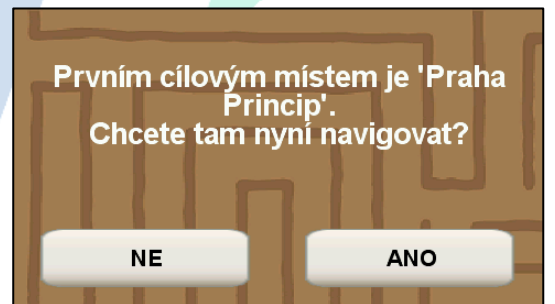 Prvním cílovým místem je 'Praha
Princip'.
Chcete tam nyní navigovat?
NE
ANO